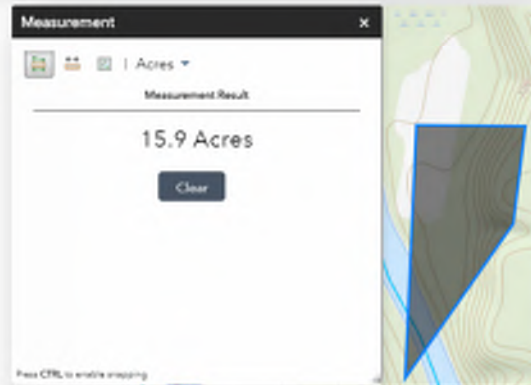 Measurement ×
| Acres
Measurement Result
15.9 Acres
Clear
Press CTRL to enable snapping